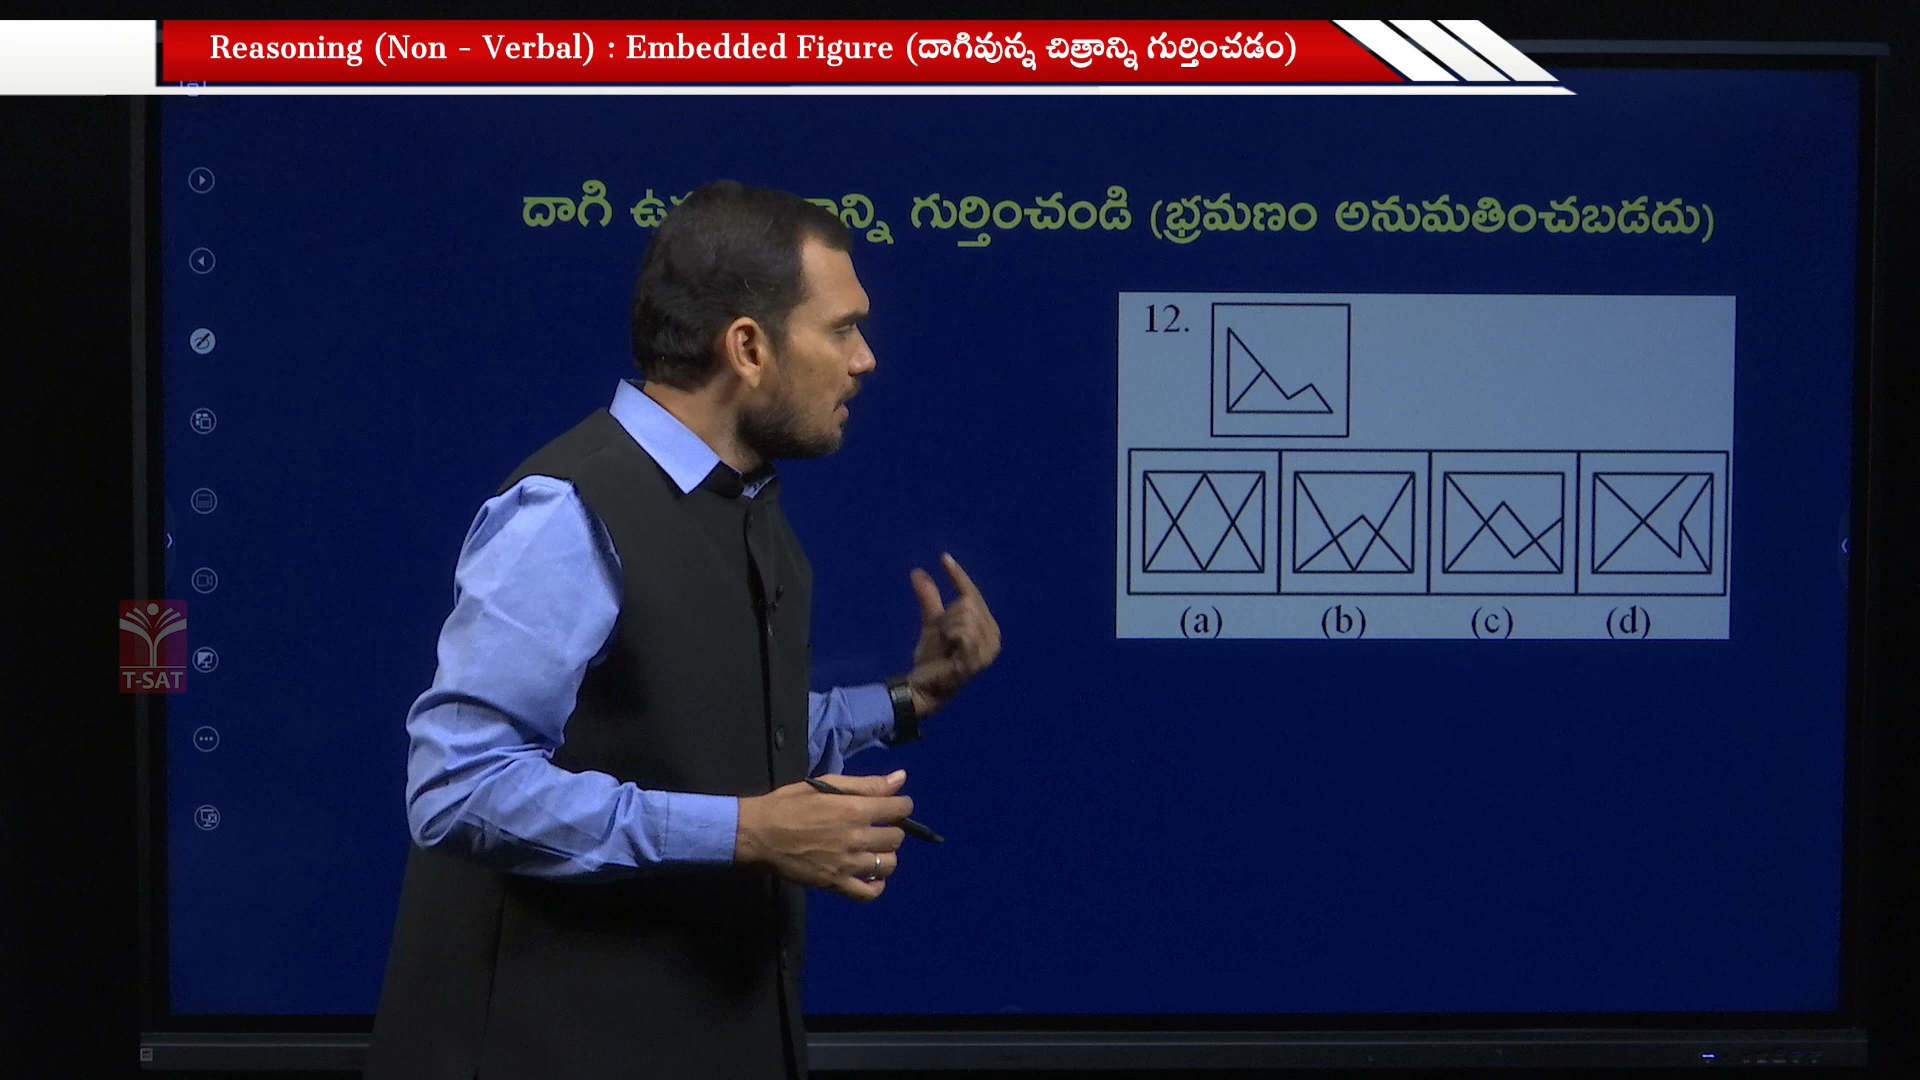 Reasoning (Non - Verbal) : Embedded Figure (దాగివున్న చిత్రాన్ని గుర్తించడం)
దాగి గుర్తించండి (భ్రమణం అనుమతించబడదు)
12.
(a) (b) (c) (d)
T-SAT